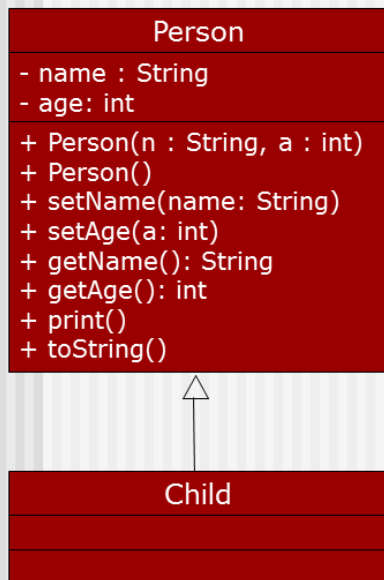 Person
- name : String
- age: int
+ Person(n : String, a : int)
+ Person()
+ setName(name: String)
+ setAge(a: int)
+ getName(): String
+ getAge(): int
+ print()
+ toString()
Child